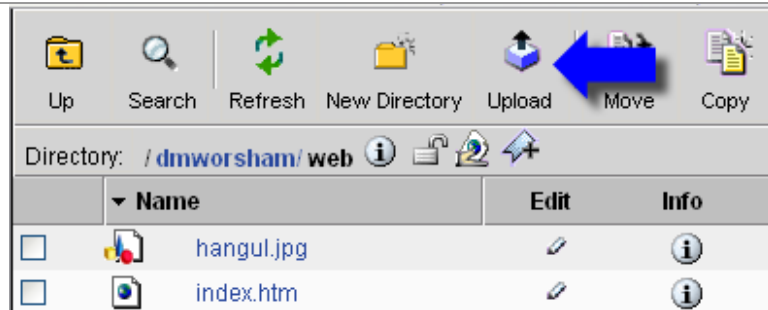 Up Search Refresh New Directory Upload Move Copy
Directory: / dmworsham/ web
Name Edit Info
hangul.jpg
index.htm